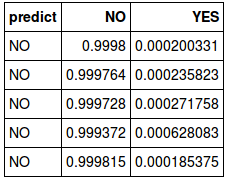 predict NO YES
NO 0.9998 0.000200331
NO 0.999764 0.000235823
NO 0.999728 0.000271758
NO 0.999372 0.000628083
NO 0.999815 0.000185375